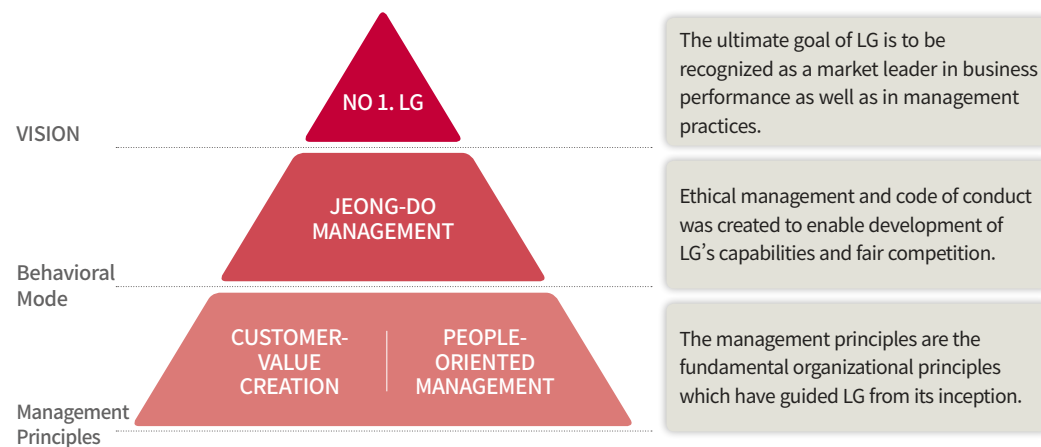 NO 1. LG
VISION
The ultimate goal of LG is to be
recognized as a market leader in business
performance as well as in management
practices.
JEONG-DO
MANAGEMENT
Behavioral
Mode
Ethical management and code of conduct
was created to enable development of
LG’s capabilities and fair competition.
CUSTOMER-
VALUE
CREATION
PEOPLE-
ORIENTED
MANAGEMENT
Management
Principles
The management principles are the
fundamental organizational principles
which have guided LG from its inception.